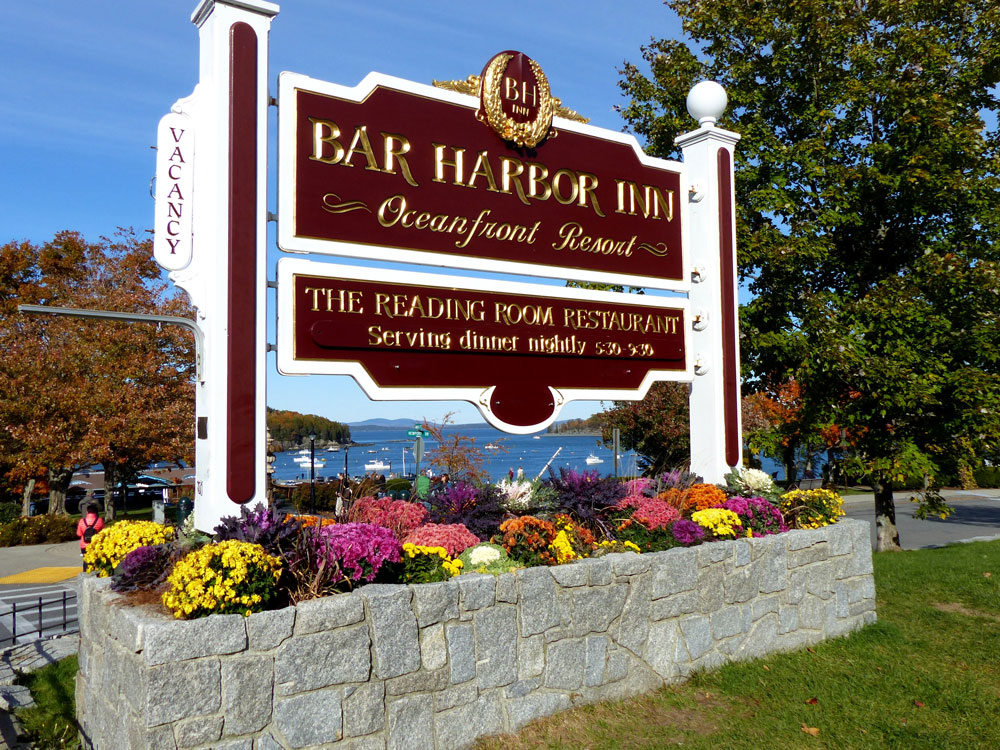 VACANCY
BH
INN
BAR HARBOR INN
Oceanfront Resort
THE READING ROOM RESTAURANT
Serving dinner nightly 5:30-9:30